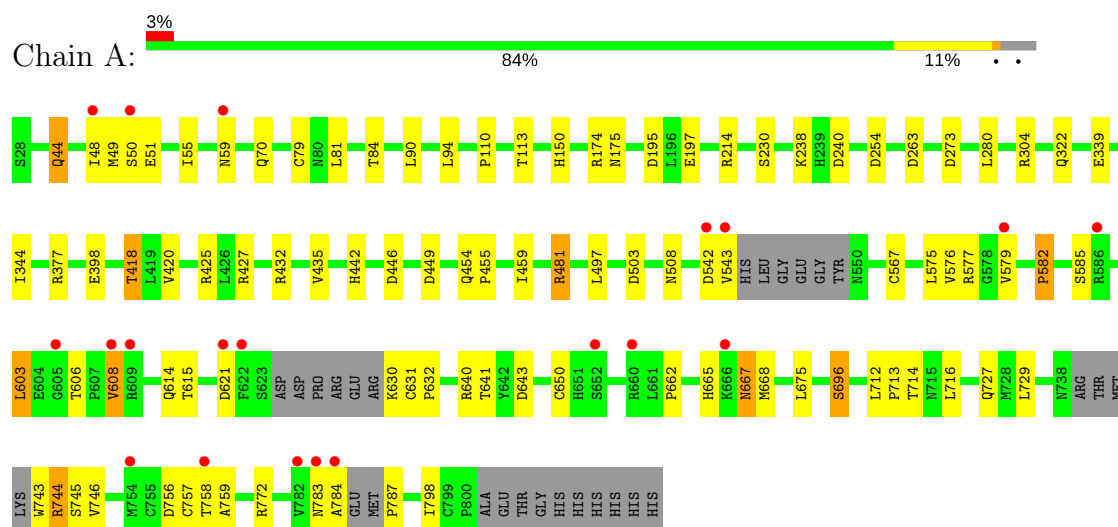 3%
Chain A:
84% 11% • •
S28 Q44 I48 M49 S50 E51 I55 N59 Q70 C79 N80 L81 T84 L90 L94 P110 T113 H150 R174 N175 D195 L196 E197 R214 S230 K238 H239 D240 D254 D263 D273 L280 R304 Q322 E339
I344 R377 E398 T418 L419 V420 R425 L426 R427 R432 V435 H442 D446 D449 Q454 P455 I459 R481 L497 D503 N508 D542 V543 HIS LEU GLY GLU GLY TYR N550 C567 L575 V576 R577 G578 V579 P582 S585 R586
L603 E604 G605 T606 P607 V608 R609 Q614 T615 D621 F622 S623 ASP ASP PRO ARG GLU ARG K630 C631 P632 R640 T641 Y642 D643 C650 H651 S652 R660 L661 P662 H665 K666 N667 M668 L675 S696 L712 P713 T714 N715 L716 Q727 M728 L729 N738 ARG THR MET
LYS W743 R744 S745 V746 M754 C755 D756 C757 T758 A759 R772 V782 N783 A784 GLU MET P787 I798 C799 P800 ALA GLU THR GLY HIS HIS HIS HIS HIS HIS